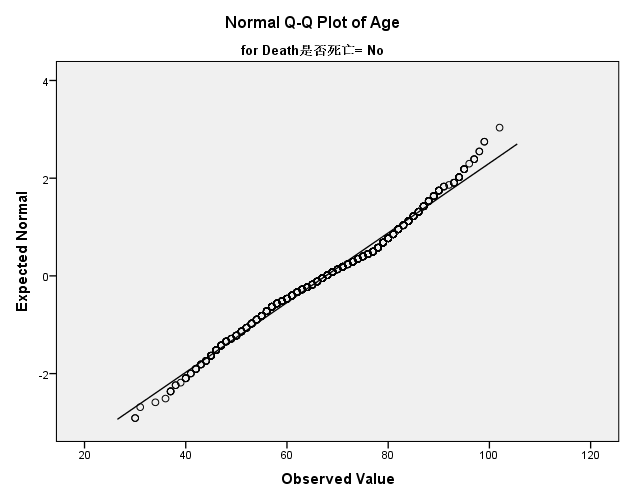 Normal Q-Q Plot of Age
for Death是否死亡= No
4
2
0
-2
Expected Normal
20 40 60 80 100 120
Observed Value